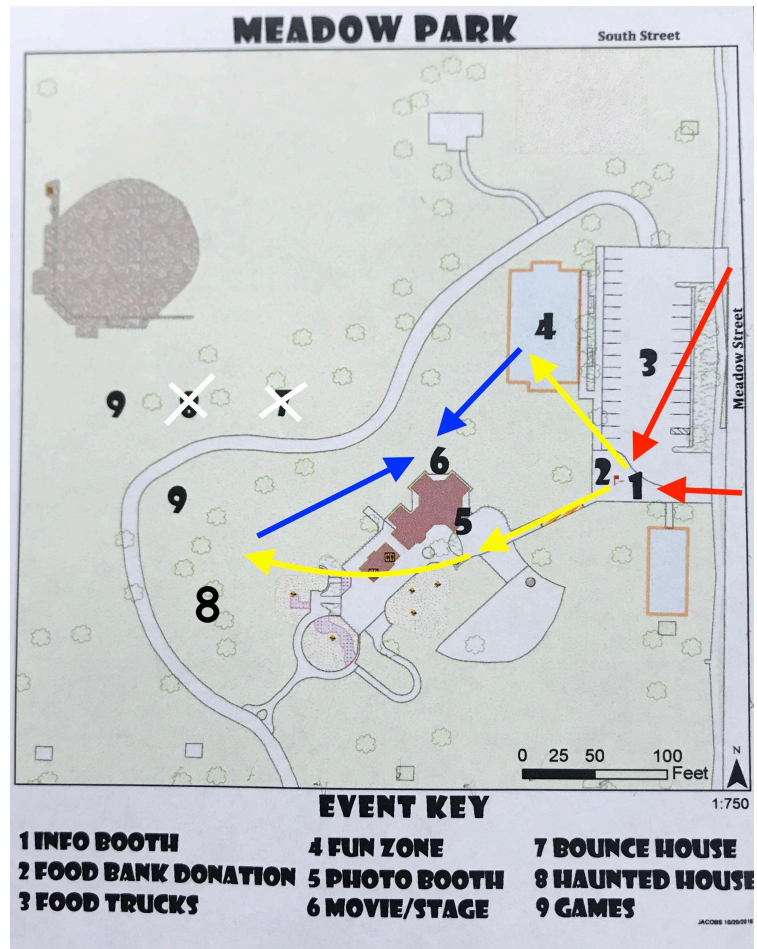 MEADOW PARK
South Street
Meadow Street
4
3
9
8
7
6
2
1
9
5
8
0 25 50 100
Feet
N
1:750
EVENT KEY
1 INFO BOOTH
2 FOOD BANK DONATION
3 FOOD TRUCKS
4 FUN ZONE
5 PHOTO BOOTH
6 MOVIE/STAGE
7 BOUNCE HOUSE
8 HAUNTED HOUSE
9 GAMES